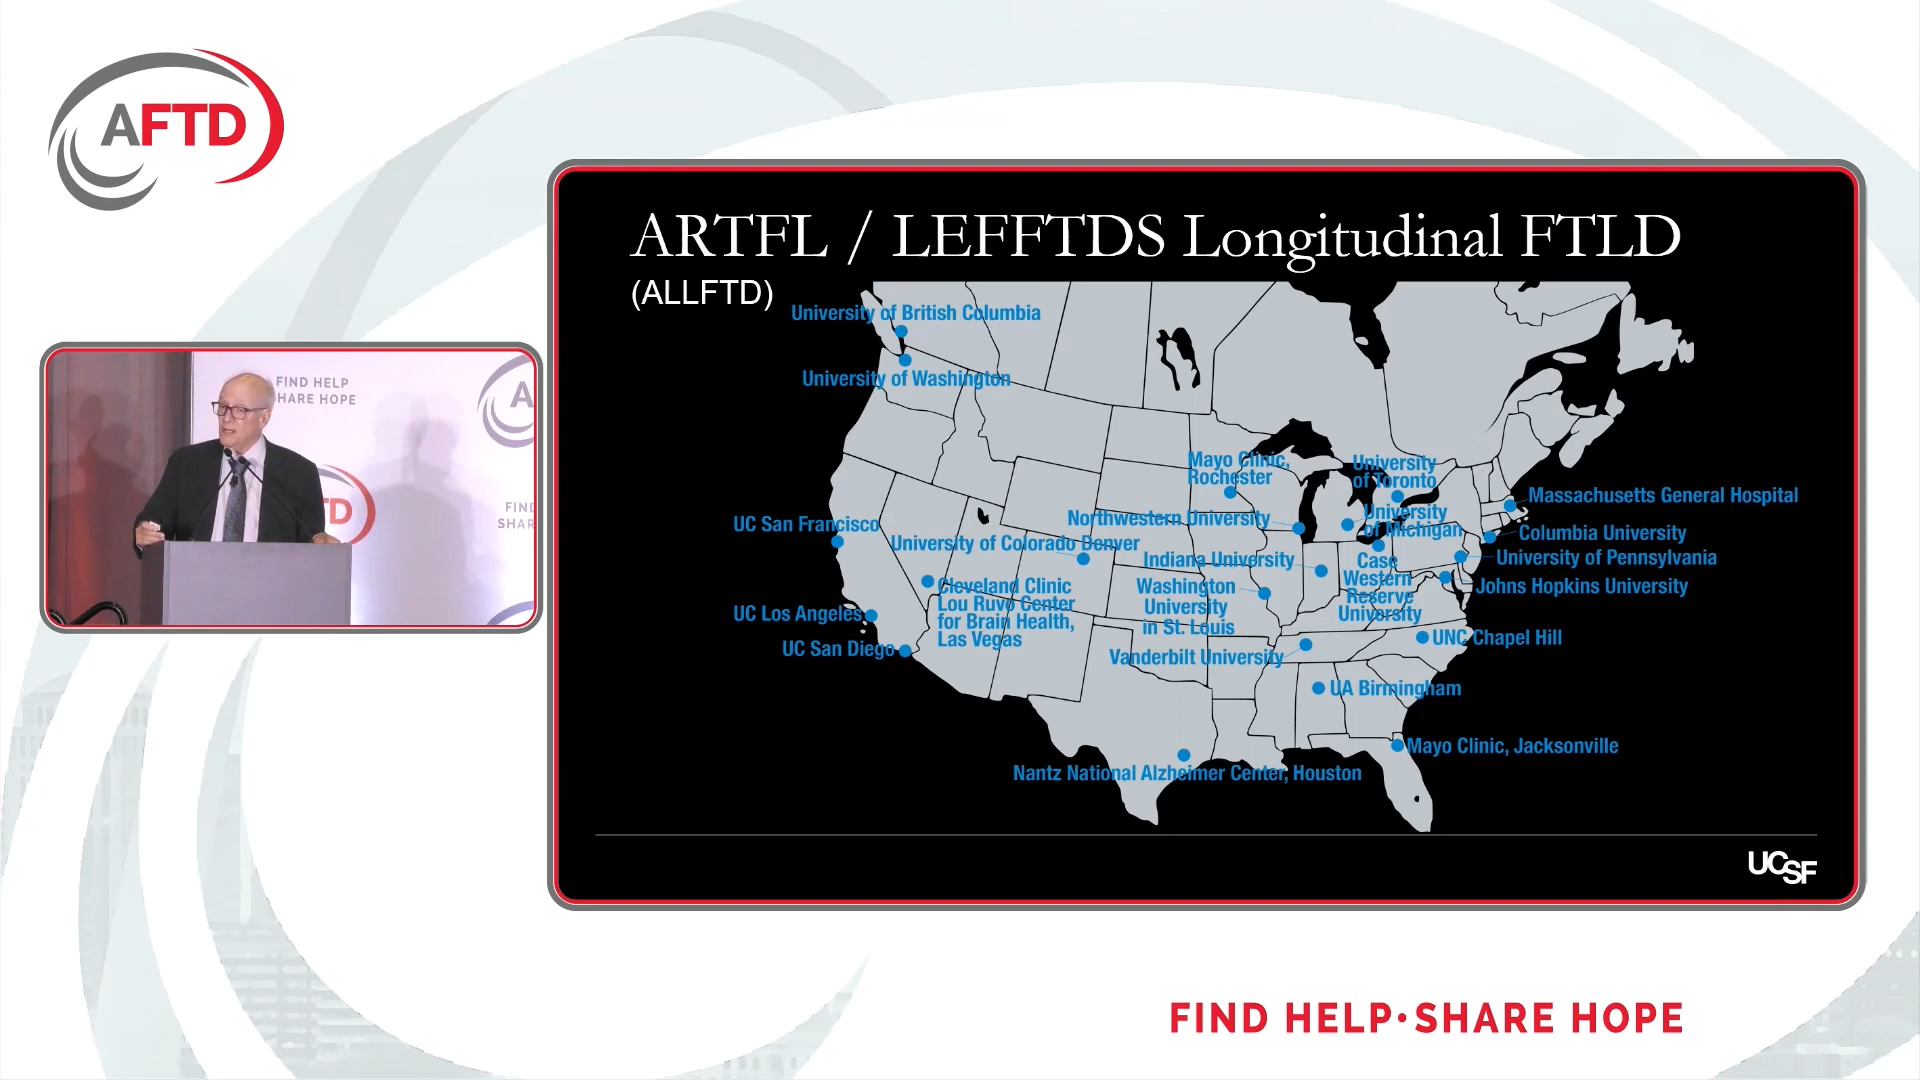 AFTD
ARTFL / LEFFTDS Longitudinal FTLD
(ALLFTD)
University of British Columbia
University of Washington
Mayo Clinic,
Rochester
University
of Toronto
Massachusetts General Hospital
UC San Francisco
Northwestern University
University
of Michigan
Columbia University
University of Colorado Denver
Indiana University
Case
Western
Reserve
University
University of Pennsylvania
Cleveland Clinic
Lou Ruvo Center
for Brain Health,
Las Vegas
Washington
University
in St. Louis
Johns Hopkins University
UC Los Angeles
UC San Diego
Vanderbilt University
UNC Chapel Hill
UA Birmingham
Mayo Clinic, Jacksonville
Nantz National Alzheimer Center, Houston
UCSF
FIND HELP
HARE HOPE
A
TD
FIND
SHAR
FIND HELP•SHARE HOPE